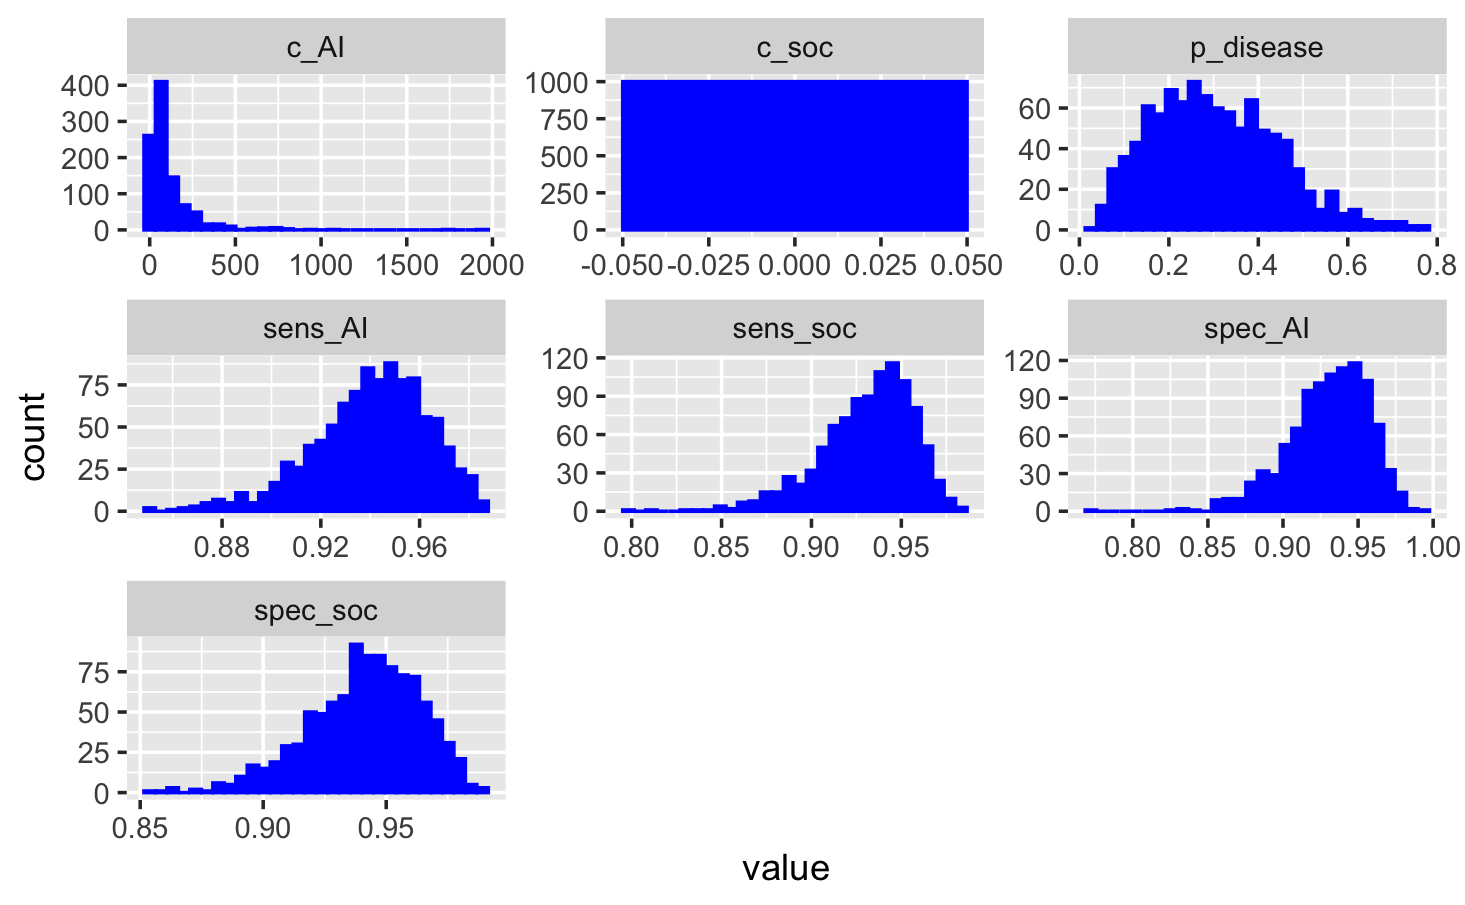 c_AI c_soc p_disease
400 300 200 100 0
1000 750 500 250 0
60 40 20 0
0 500 1000 1500 2000
-0.050 -0.025 0.000 0.025 0.050
0.0 0.2 0.4 0.6 0.8
sens_AI sens_soc spec_AI
75 50 25 0
120 90 60 30 0
120 90 60 30 0
0.88 0.92 0.96
0.80 0.85 0.90 0.95
0.80 0.85 0.90 0.95 1.00
count
spec_soc
75 50 25 0
0.85 0.90 0.95
value